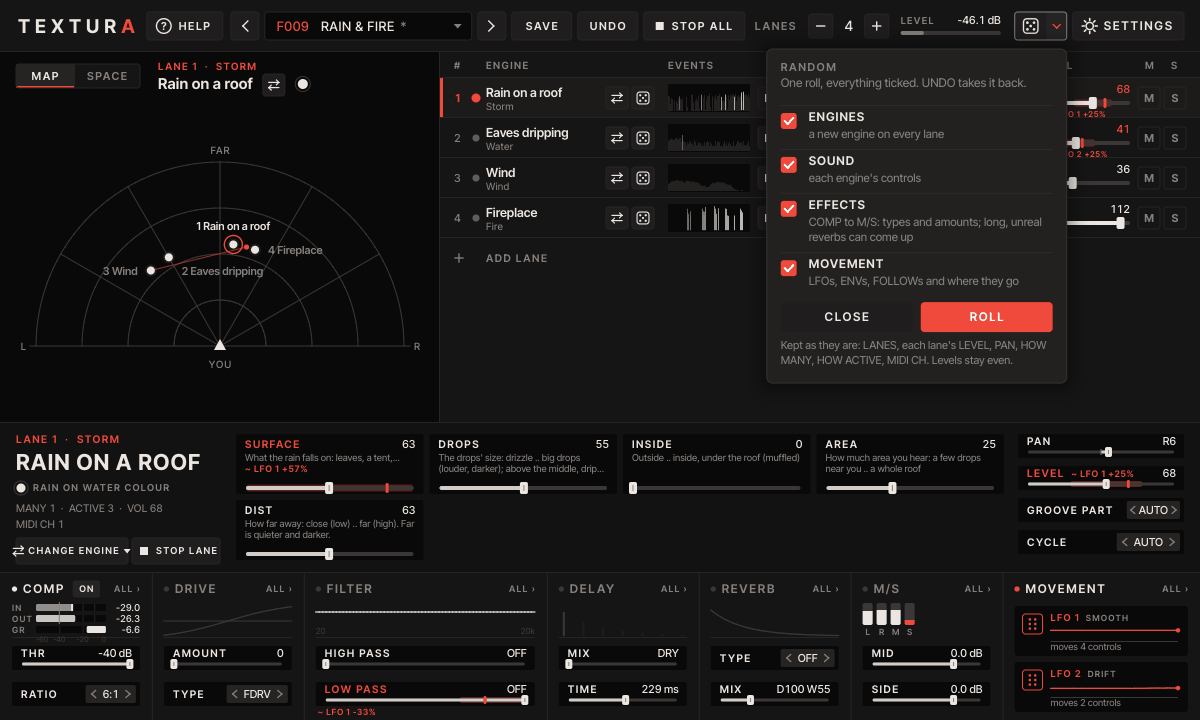 TEXTURA
HELP
F009 RAIN & FIRE *
SAVE
UNDO
STOP ALL
LANES
4
LEVEL -46.1 dB
SETTINGS
MAP
SPACE
LANE 1 · STORM
Rain on a roof
FAR
1 Rain on a roof
4 Fireplace
3 Wind
2 Eaves dripping
L
R
YOU
# ENGINE EVENTS
M S
1 Rain on a roof
Storm
68
~ LFO 1 +25%
M S
2 Eaves dripping
Water
41
M S
3 Wind
Wind
36
M S
4 Fireplace
Fire
112
M S
+ ADD LANE
RANDOM
One roll, everything ticked. UNDO takes it back.
ENGINES
a new engine on every lane
SOUND
each engine's controls
EFFECTS
COMP to M/S: types and amounts; long, unreal
reverbs can come up
MOVEMENT
LFOs, ENVs, FOLLOWs and where they go
CLOSE
ROLL
Kept as they are: LANES, each lane's LEVEL, PAN, HOW
MANY, HOW ACTIVE, MIDI CH. Levels stay even.
LANE 1 · STORM
RAIN ON A ROOF
RAIN ON WATER COLOUR
MANY 1 · ACTIVE 3 · VOL 68
MIDI CH 1
CHANGE ENGINE
STOP LANE
SURFACE 63
What the rain falls on: leaves, a tent,...
~ LFO 1 +57%
DROPS 55
The drops' size: drizzle .. big drops
(louder, darker); above the middle, drip...
INSIDE 0
Outside .. inside, under the roof (muffled)
AREA 25
How much area you hear: a few drops
near you .. a whole roof
DIST 63
How far away: close (low) .. far (high). Far
is quieter and darker.
PAN R6
LEVEL ~ LFO 1 +25% 68
GROOVE PART < AUTO >
CYCLE < AUTO >
COMP ON ALL ›
IN -29.0
OUT -26.3
GR -6.6
-60 -40 -20 0
THR -40 dB
RATIO < 6:1 >
DRIVE ALL ›
AMOUNT 0
TYPE < FDRV >
FILTER ALL ›
20 20k
HIGH PASS OFF
LOW PASS OFF
~ LFO 1 -33%
DELAY ALL ›
MIX DRY
TIME 229 ms
REVERB ALL ›
TYPE < OFF >
MIX D100 W55
M/S ALL ›
L R M S
MID 0.0 dB
SIDE 0.0 dB
MOVEMENT ALL ›
LFO 1 SMOOTH
moves 4 controls
LFO 2 DRIFT
moves 2 controls